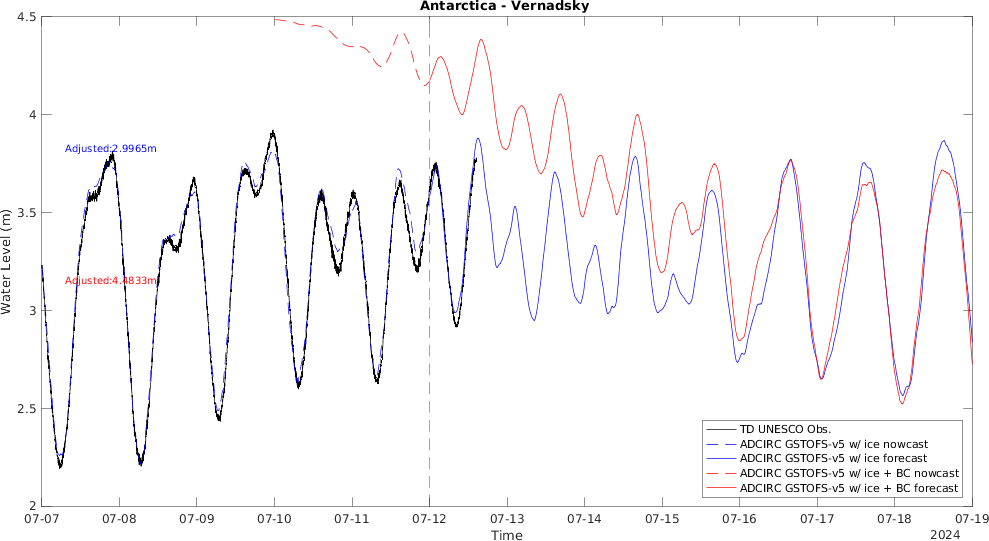 Antarctica - Vernadsky
4.5
4
3.5
3
2.5
2
Water Level (m)
Adjusted:2.9965m
Adjusted:4.4833m
TD UNESCO Obs.
ADCIRC GSTOFS-v5 w/ ice nowcast
ADCIRC GSTOFS-v5 w/ ice forecast
ADCIRC GSTOFS-v5 w/ ice + BC nowcast
ADCIRC GSTOFS-v5 w/ ice + BC forecast
07-07 07-08 07-09 07-10 07-11 07-12 07-13 07-14 07-15 07-16 07-17 07-18 07-19
Time
2024